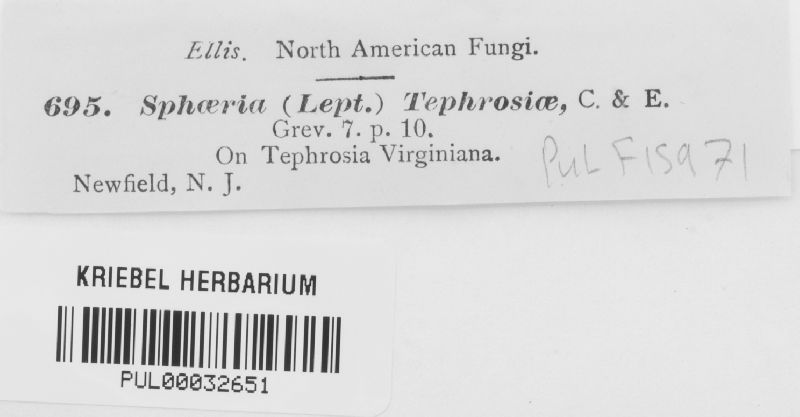 Ellis. North American Fungi.
695. Sphæria (Lept.) Tephrosiæ, C. & E.
Grev. 7. p. 10.
On Tephrosia Virginiana.
Newfield, N. J.
PUL F15971
KRIEBEL HERBARIUM
PUL00032651